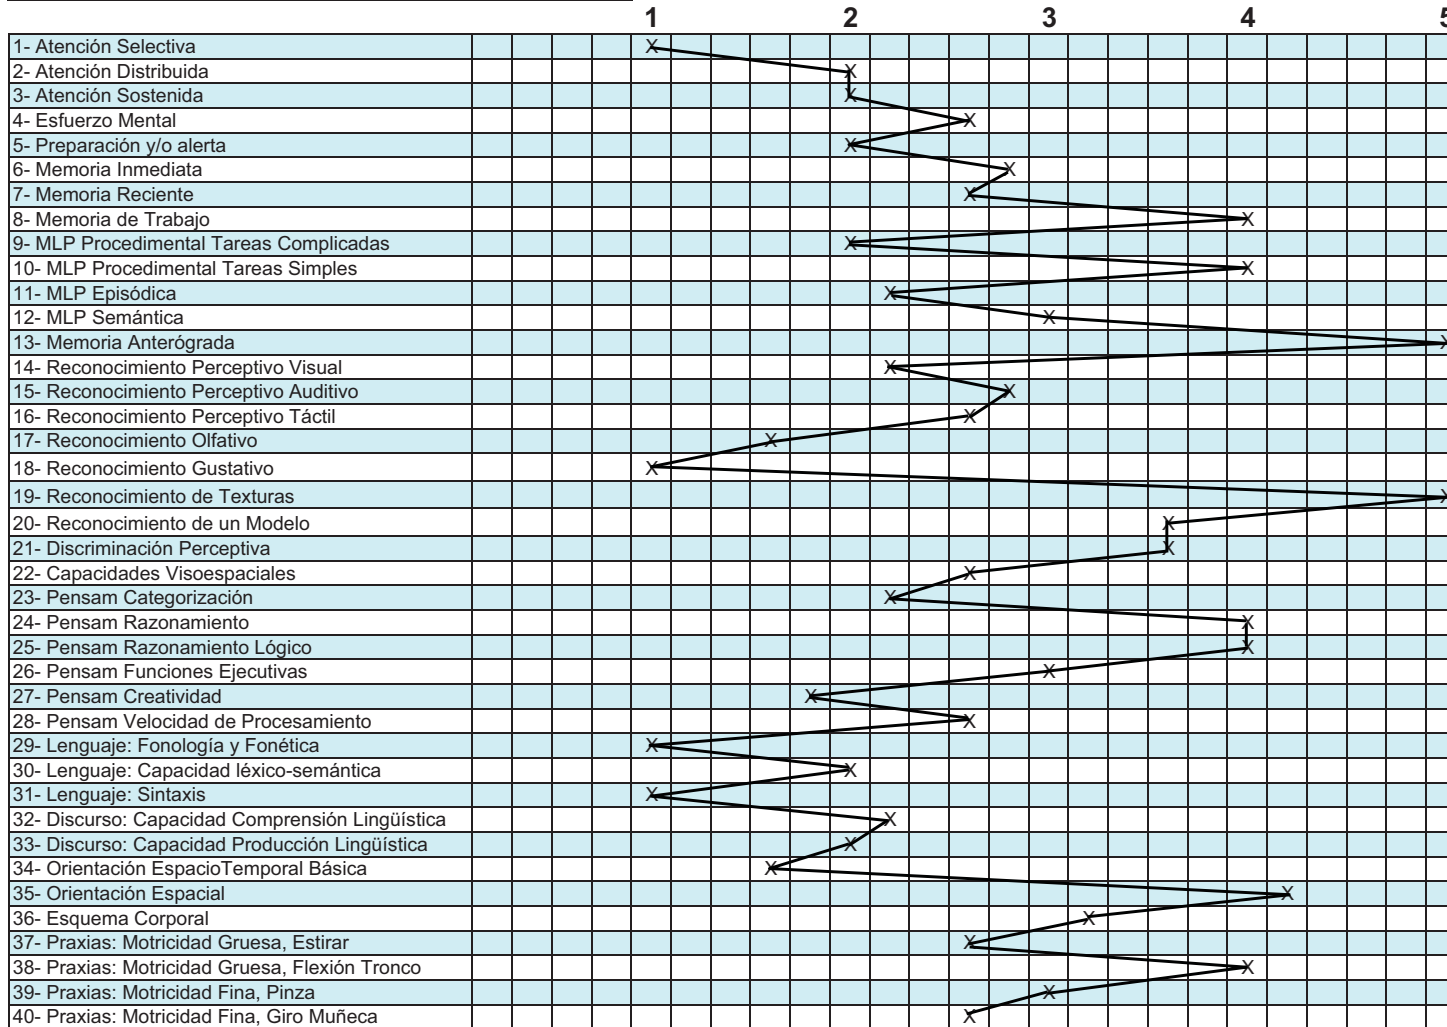 1 2 3 4 5
1- Atención Selectiva X
2- Atención Distribuida X
3- Atención Sostenida X
4- Esfuerzo Mental X
5- Preparación y/o alerta X
6- Memoria Inmediata X
7- Memoria Reciente X
8- Memoria de Trabajo X
9- MLP Procedimental Tareas Complicadas X
10- MLP Procedimental Tareas Simples X
11- MLP Episódica X
12- MLP Semántica X
13- Memoria Anterógrada X
14- Reconocimiento Perceptivo Visual X
15- Reconocimiento Perceptivo Auditivo X
16- Reconocimiento Perceptivo Táctil X
17- Reconocimiento Olfativo X
18- Reconocimiento Gustativo X
19- Reconocimiento de Texturas X
20- Reconocimiento de un Modelo X
21- Discriminación Perceptiva X
22- Capacidades Visoespaciales X
23- Pensam Categorización X
24- Pensam Razonamiento X
25- Pensam Razonamiento Lógico X
26- Pensam Funciones Ejecutivas X
27- Pensam Creatividad X
28- Pensam Velocidad de Procesamiento X
29- Lenguaje: Fonología y Fonética X
30- Lenguaje: Capacidad léxico-semántica X
31- Lenguaje: Sintaxis X
32- Discurso: Capacidad Comprensión Lingüística X
33- Discurso: Capacidad Producción Lingüística X
34- Orientación EspacioTemporal Básica X
35- Orientación Espacial X
36- Esquema Corporal X
37- Praxias: Motricidad Gruesa, Estirar X
38- Praxias: Motricidad Gruesa, Flexión Tronco X
39- Praxias: Motricidad Fina, Pinza X
40- Praxias: Motricidad Fina, Giro Muñeca X